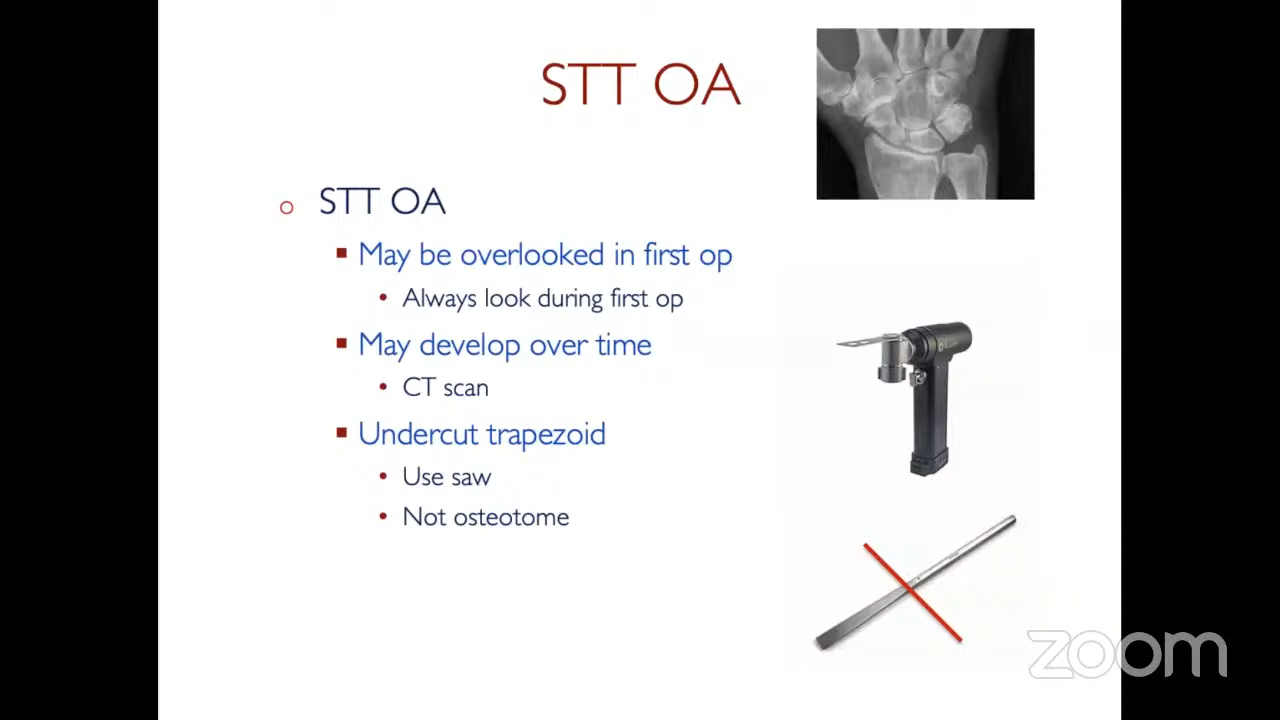 STT OA
STT OA
May be overlooked in first op
Always look during first op
May develop over time
CT scan
Undercut trapezoid
Use saw
Not osteotome
zoom